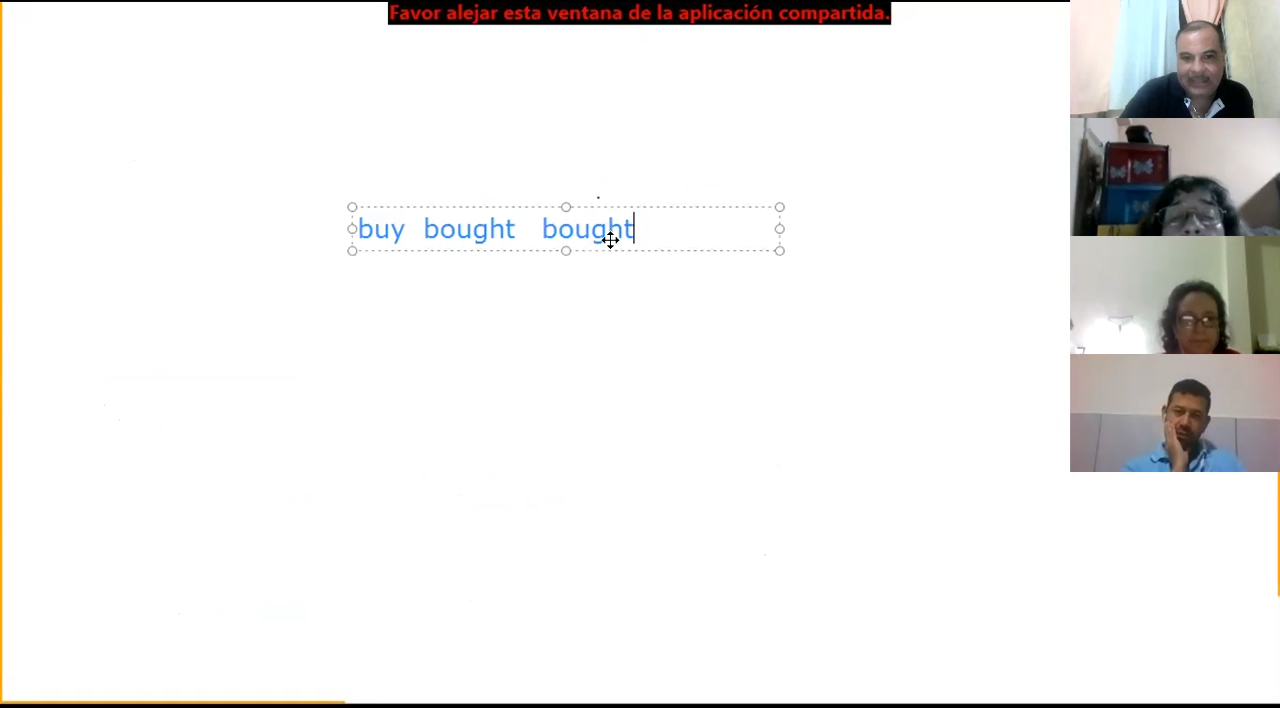 Favor alejar esta ventana de la aplicación compartida.
buy bought bought